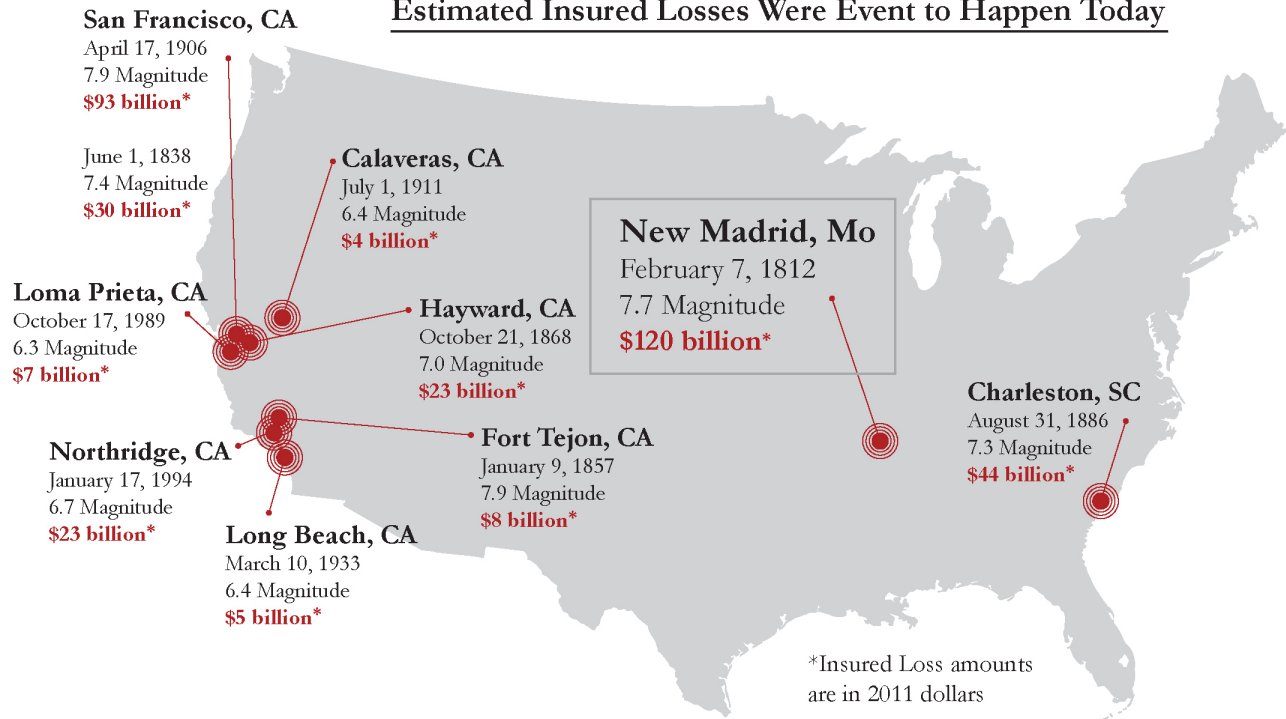 Estimated Insured Losses Were Event to Happen Today
San Francisco, CA
April 17, 1906
7.9 Magnitude
$93 billion*
June 1, 1838
7.4 Magnitude
$30 billion*
Calaveras, CA
July 1, 1911
6.4 Magnitude
$4 billion*
New Madrid, Mo
February 7, 1812
7.7 Magnitude
$120 billion*
Loma Prieta, CA
October 17, 1989
6.3 Magnitude
$7 billion*
Hayward, CA
October 21, 1868
7.0 Magnitude
$23 billion*
Charleston, SC
August 31, 1886
7.3 Magnitude
$44 billion*
Northridge, CA
January 17, 1994
6.7 Magnitude
$23 billion*
Fort Tejon, CA
January 9, 1857
7.9 Magnitude
$8 billion*
Long Beach, CA
March 10, 1933
6.4 Magnitude
$5 billion*
*Insured Loss amounts
are in 2011 dollars